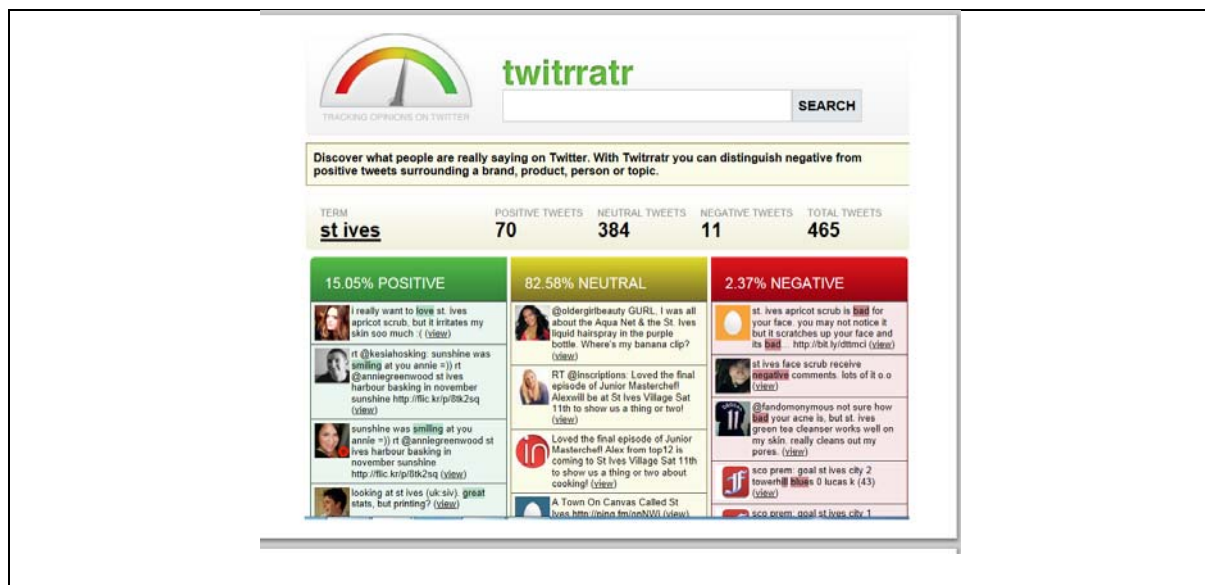 twitrratr
SEARCH
TRACKING OPINIONS ON TWITTER
Discover what people are really saying on Twitter. With Twitrratr you can distinguish negative from
positive tweets surrounding a brand, product, person or topic.
TERM
st ives
POSITIVE TWEETS
70
NEUTRAL TWEETS
384
NEGATIVE TWEETS
11
TOTAL TWEETS
465
15.05% POSITIVE
i really want to love st. ives
apricot scrub, but it irritates my
skin soo much :( (view)
rt @kesiahosking: sunshine was
smiling at you annie =)) rt
@anniegreenwood st ives
harbour basking in november
sunshine http://flic.kr/p/8tk2sq
(view)
sunshine was smiling at you
annie =)) rt @anniegreenwood st
ives harbour basking in
november sunshine
http://flic.kr/p/8tk2sq (view)
looking at st ives (uk:siv). great
stats, but printing? (view)
82.58% NEUTRAL
@oldergirlbeauty GURL, I was all
about the Aqua Net & the St. Ives
liquid hairspray in the purple
bottle. Where's my banana clip?
(view)
RT @inscriptions: Loved the final
episode of Junior Masterchef!
Alexwill be at St Ives Village Sat
11th to show us a thing or two!
(view)
in
Loved the final episode of Junior
Masterchef! Alex from top12 is
coming to St Ives Village Sat 11th
to show us a thing or two about
cooking! (view)
A Town On Canvas Called St
Ives (view)
2.37% NEGATIVE
st. ives apricot scrub is bad for
your face. you may not notice it
but it scratches up your face and
its bad... http://bit.ly/dttmcl (view)
st ives face scrub receive
negative comments. lots of it o.o
(view)
11
@fandomonymous not sure how
bad your acne is, but st. ives
green tea cleanser works well on
my skin. really cleans out my
pores. (view)
sco prem: goal st ives city 2
towerhill blues 0 lucas k (43)
(view)
sco prem: goal st ives city 1